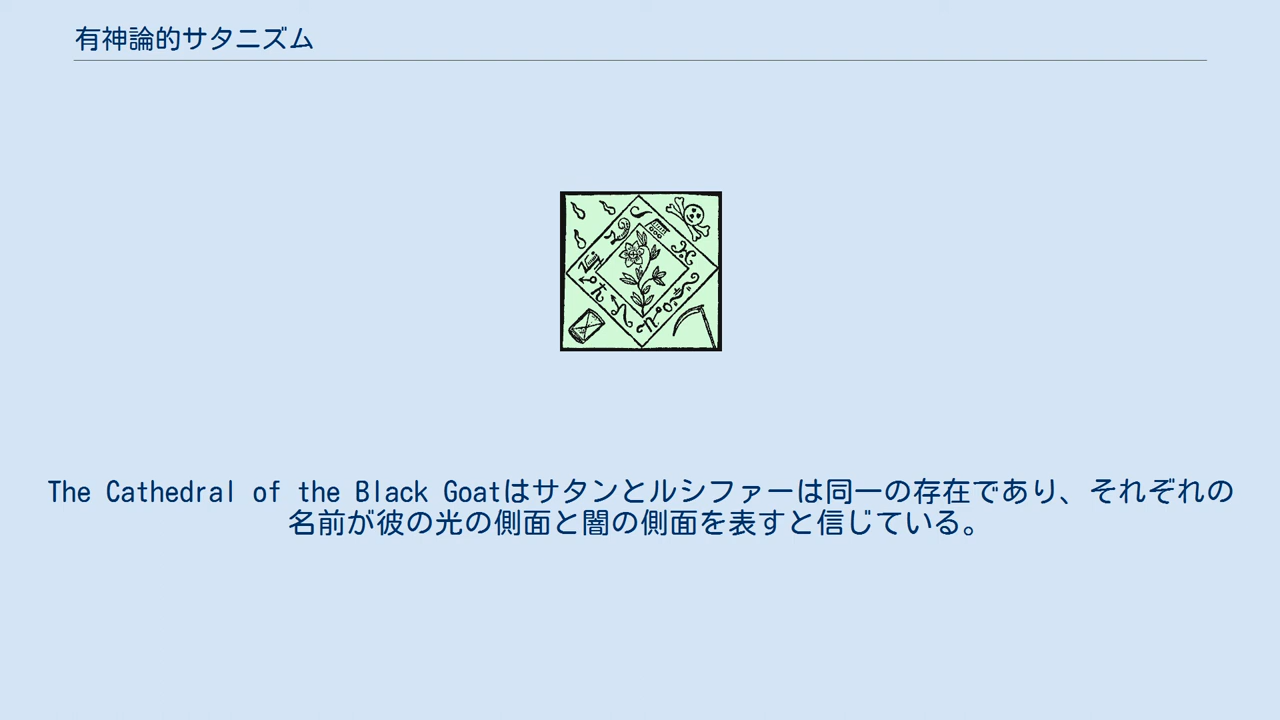 有神論的サタニズム
The Cathedral of the Black Goatはサタンとルシファーは同一の存在であり、それぞれの
名前が彼の光の側面と闇の側面を表すと信じている。